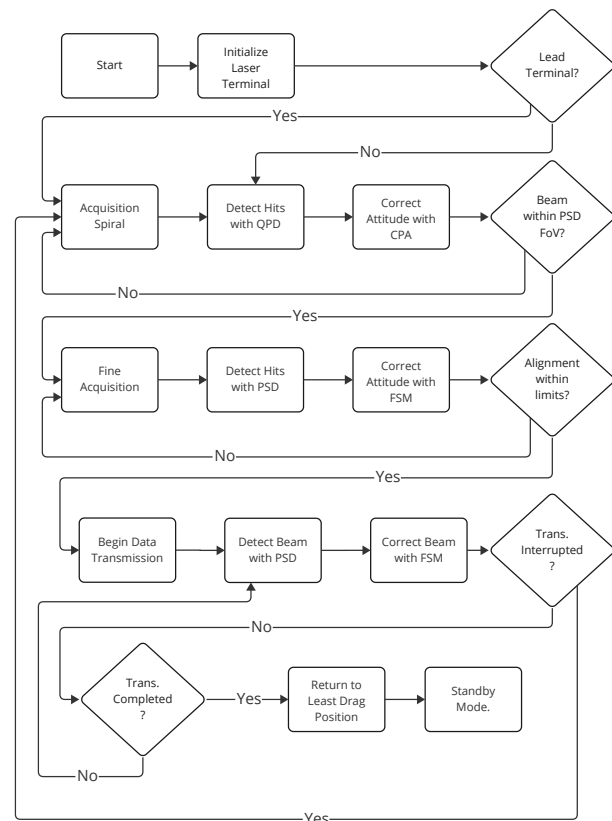 Start
Initialize
Laser
Terminal
Lead
Terminal?
Yes
No
Acquisition
Spiral
Detect Hits
with QPD
Correct
Attitude with
CPA
Beam
within PSD
FoV?
No
Yes
Fine
Acquisition
Detect Hits
with PSD
Correct
Attitude with
FSM
Alignment
within
limits?
No
Yes
Begin Data
Transmission
Detect Beam
with PSD
Correct Beam
with FSM
Trans.
Interrupted
?
No
Trans.
Completed
?
Yes
Return to
Least Drag
Position
Standby
Mode.
No
Yes